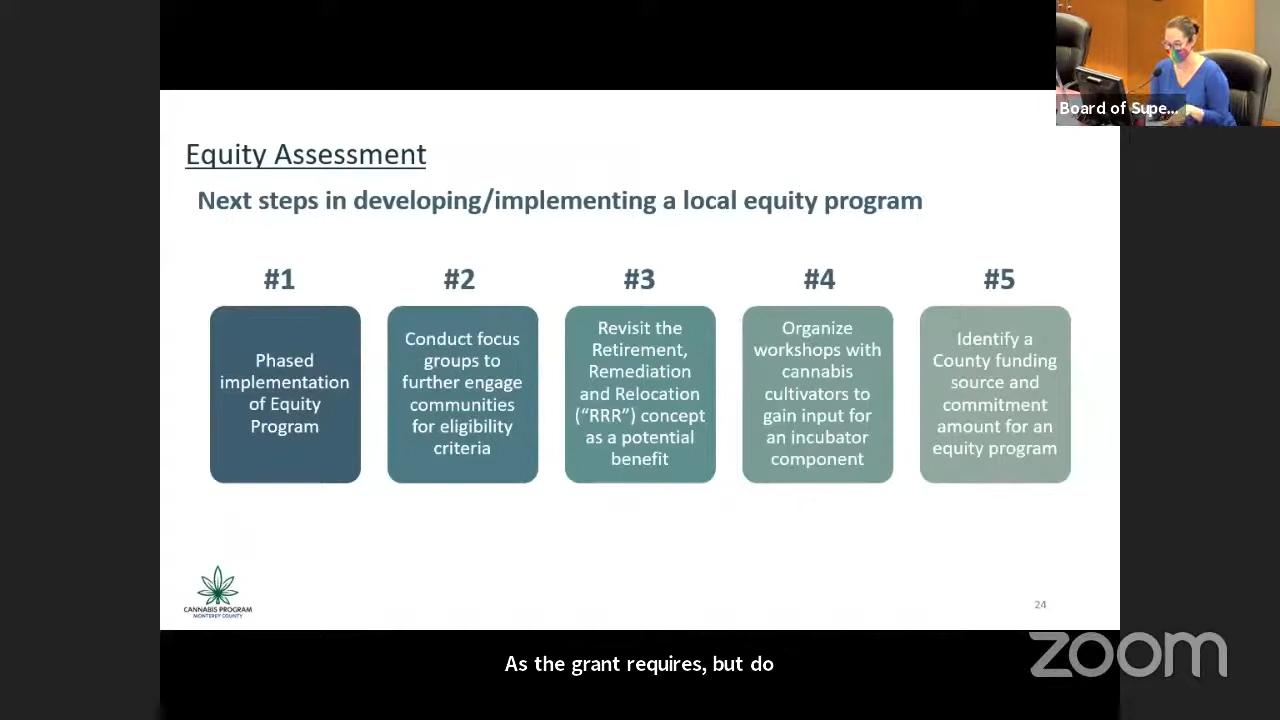 Board of Supe...
Equity Assessment
Next steps in developing/implementing a local equity program
#1
Phased
implementation
of Equity
Program
#2
Conduct focus
groups to
further engage
communities
for eligibility
criteria
#3
Revisit the
Retirement,
Remediation
and Relocation
(“RRR”) concept
as a potential
benefit
#4
Organize
workshops with
cannabis
cultivators to
gain input for
an incubator
component
#5
Identify a
County funding
source and
commitment
amount for an
equity program
CANNABIS PROGRAM
MONTEREY COUNTY
24
As the grant requires, but do
zoom